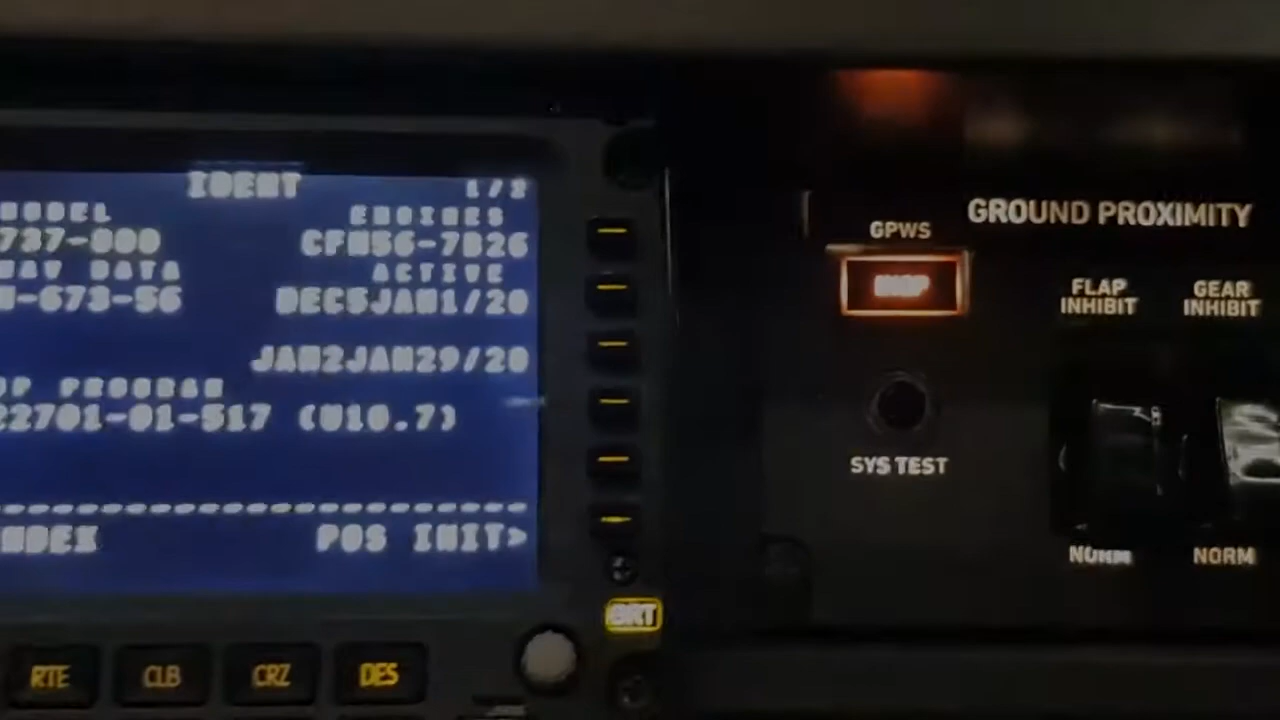 IDENT 1/2
MODEL ENGINES
737-800 CFM56-7B26
NAV DATA ACTIVE
-673-56 DEC5JAN1/20
JAN2JAN29/20
OP PROGRAM
22701-01-517 (U10.7)
INDEX POS INIT>
BRT
RTE CLB CRZ DES
GROUND PROXIMITY
GPWS
INOP
SYS TEST
FLAP
INHIBIT
GEAR
INHIBIT
NORM
NORM